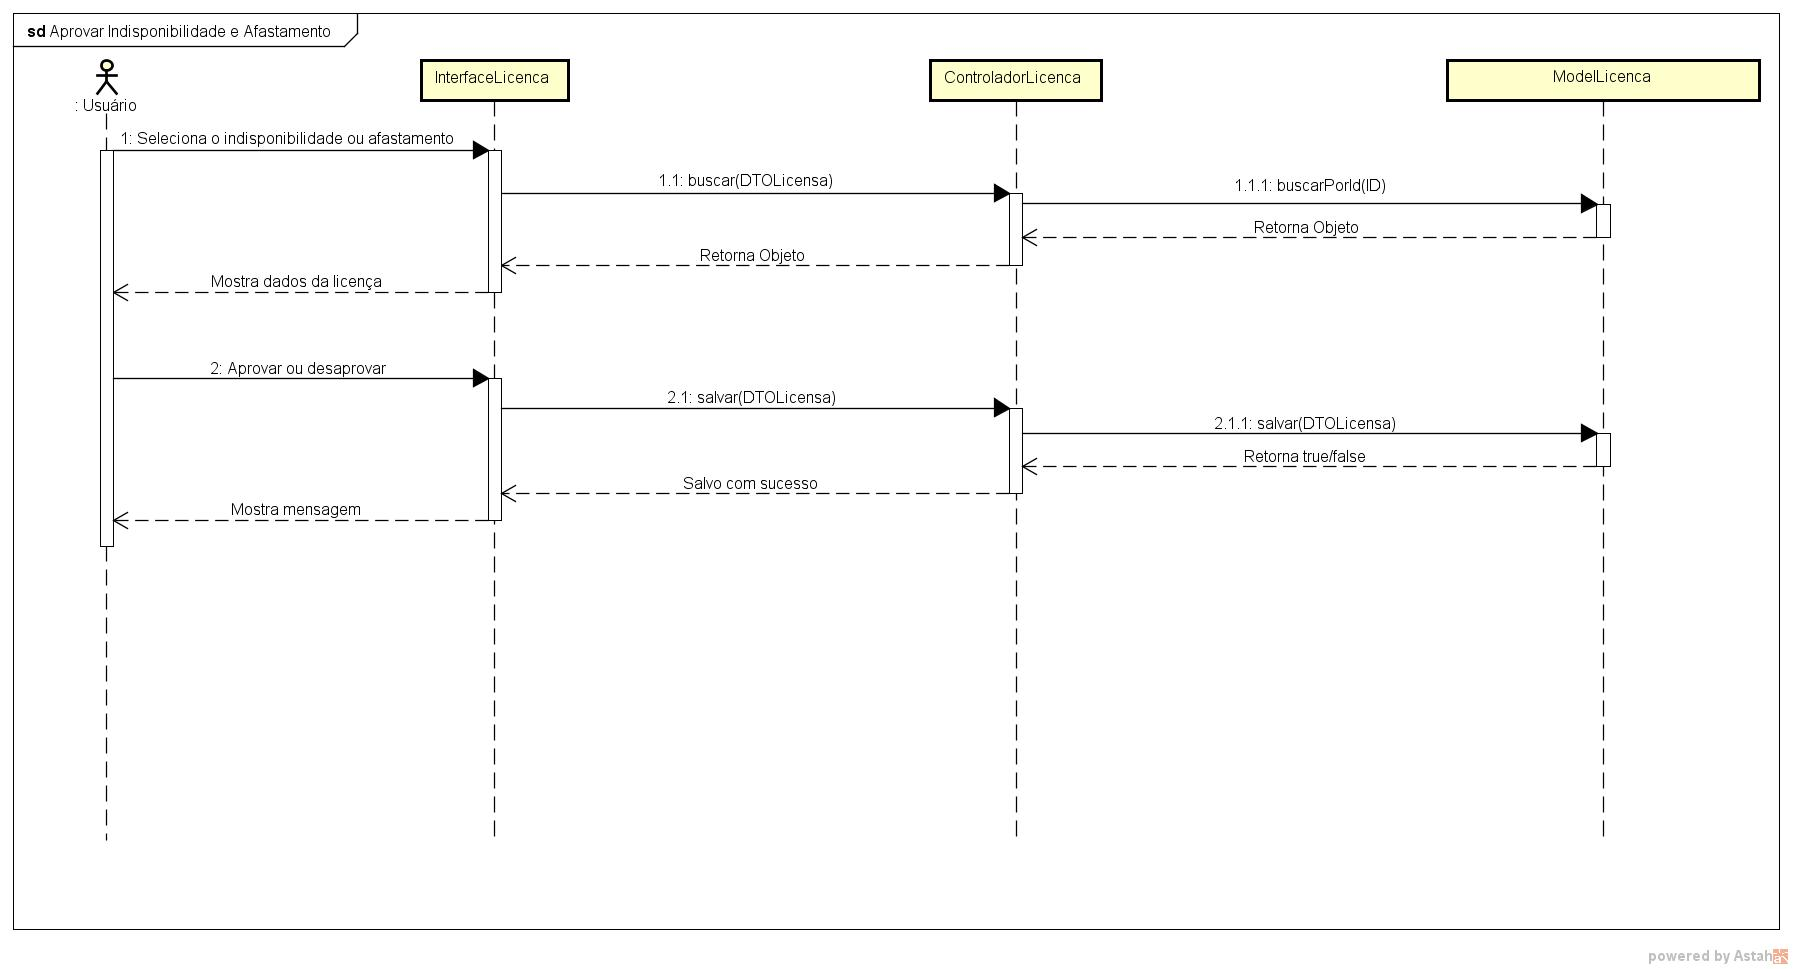 sd Aprovar Indisponibilidade e Afastamento
: Usuário
InterfaceLicenca
ControladorLicenca
ModelLicenca
1: Seleciona o indisponibilidade ou afastamento
1.1: buscar(DTOLicensa)
1.1.1: buscarPorId(ID)
Retorna Objeto
Retorna Objeto
Mostra dados da licença
2: Aprovar ou desaprovar
2.1: salvar(DTOLicensa)
2.1.1: salvar(DTOLicensa)
Retorna true/false
Salvo com sucesso
Mostra mensagem
powered by Astah